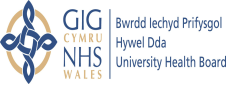 GIG
CYMRU
NHS
WALES
Bwrdd Iechyd Prifysgol
Hywel Dda
University Health Board